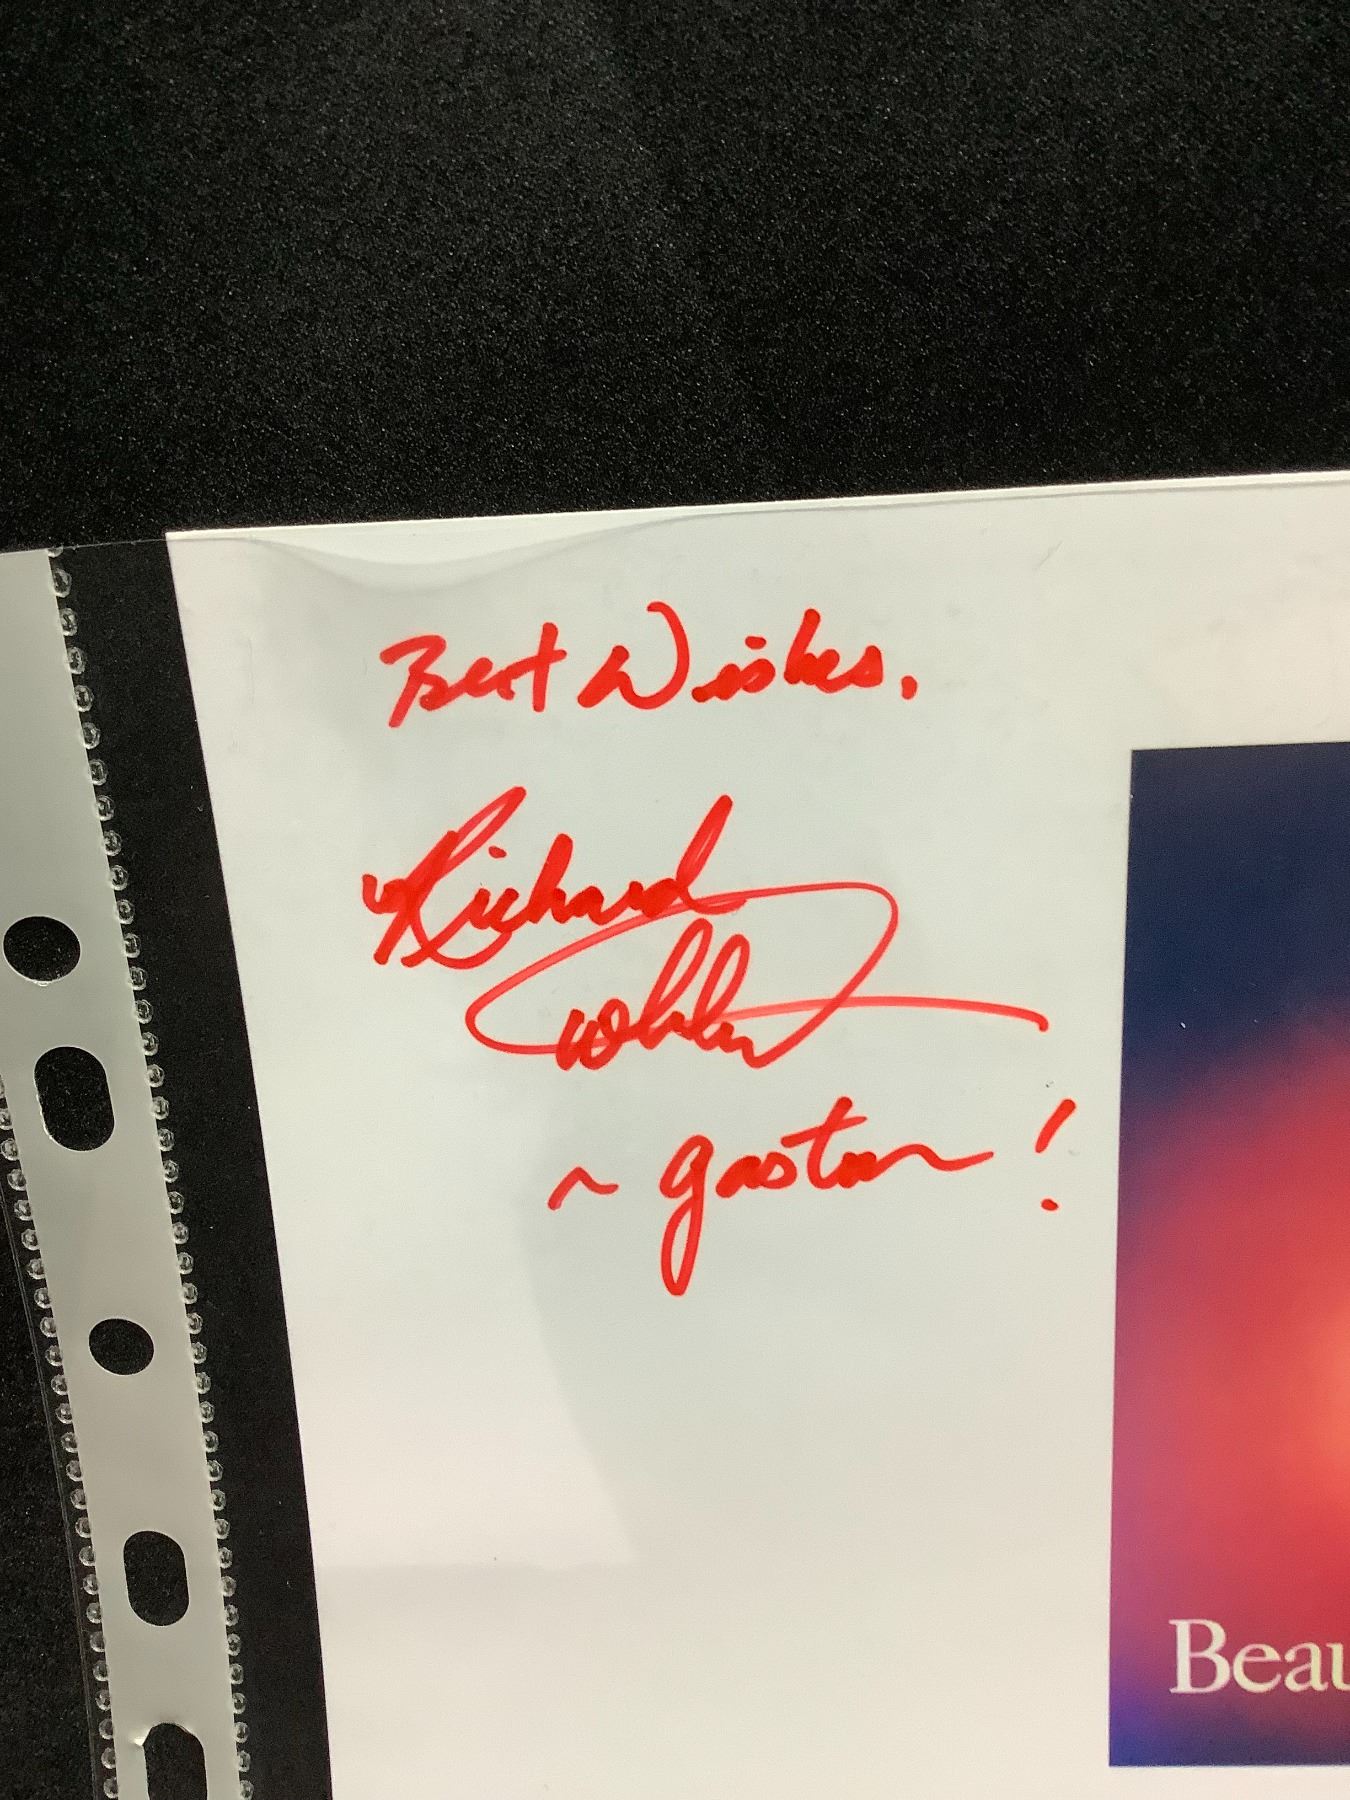 Best Wishes,
Richard
White
~ gaston!
Beau